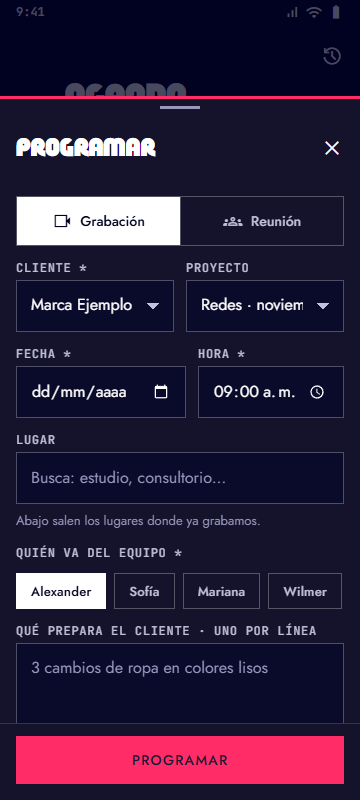 9:41
PROGRAMAR
Grabación
Reunión
CLIENTE *
PROYECTO
Marca Ejemplo
Redes · noviem
FECHA *
HORA *
dd/mm/aaaa
09:00 a. m.
LUGAR
Busca: estudio, consultorio...
Abajo salen los lugares donde ya grabamos.
QUIÉN VA DEL EQUIPO *
Alexander
Sofía
Mariana
Wilmer
QUÉ PREPARA EL CLIENTE · UNO POR LÍNEA
3 cambios de ropa en colores lisos
PROGRAMAR